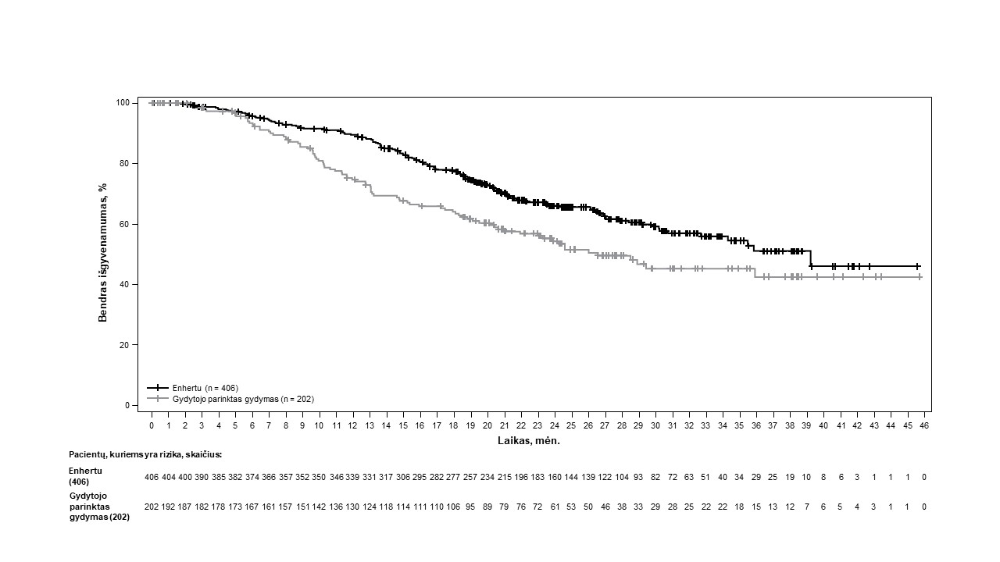 100
80
60
40
20
0
Bendras išgyvenamumas, %
Enhertu (n = 406)
Gydytojo parinktas gydymas (n = 202)
0 1 2 3 4 5 6 7 8 9 10 11 12 13 14 15 16 17 18 19 20 21 22 23 24 25 26 27 28 29 30 31 32 33 34 35 36 37 38 39 40 41 42 43 44 45 46
Laikas, mėn.
Pacientų, kuriems yra rizika, skaičius:
Enhertu
(406)
406 404 400 390 385 382 374 366 357 352 350 346 339 331 317 306 295 282 277 257 234 215 196 183 160 144 139 122 104 93 82 72 63 51 40 34 29 25 19 10 8 6 3 1 1 1 0
Gydytojo
parinktas
gydymas (202)
202 192 187 182 178 173 167 161 157 151 142 136 130 124 118 114 111 110 106 95 89 79 76 72 61 53 50 46 38 33 29 28 25 22 22 18 15 13 12 7 6 5 4 3 1 1 0